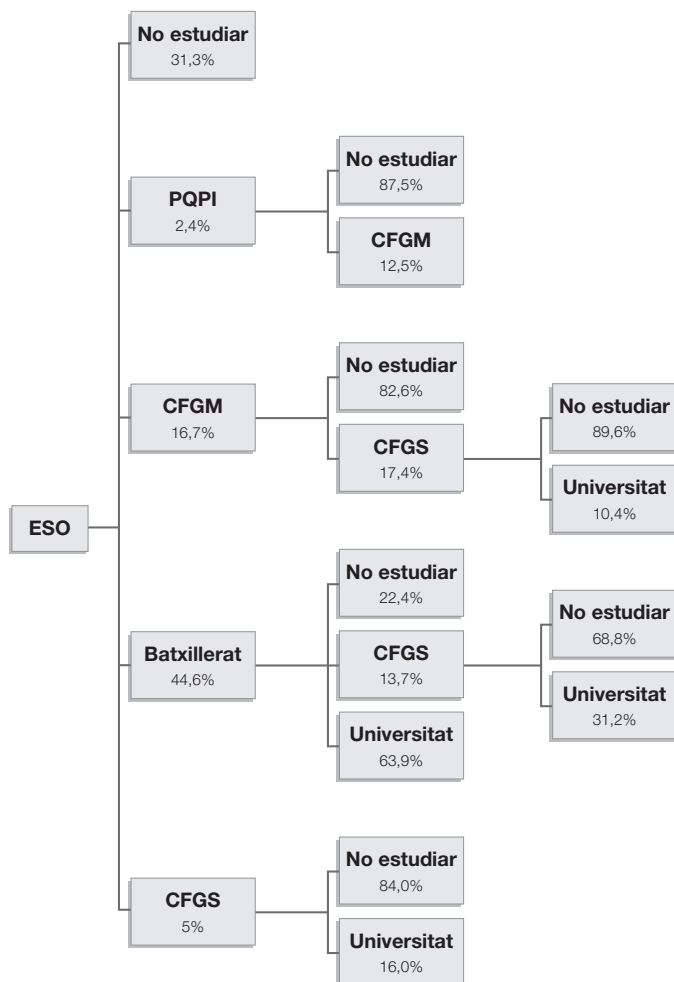 No estudiar
31,3%
PQPI
2,4%
No estudiar
87,5%
CFGM
12,5%
CFGM
16,7%
No estudiar
82,6%
CFGS
17,4%
No estudiar
89,6%
Universitat
10,4%
ESO
Batxillerat
44,6%
No estudiar
22,4%
CFGS
13,7%
Universitat
63,9%
No estudiar
68,8%
Universitat
31,2%
CFGS
5%
No estudiar
84,0%
Universitat
16,0%